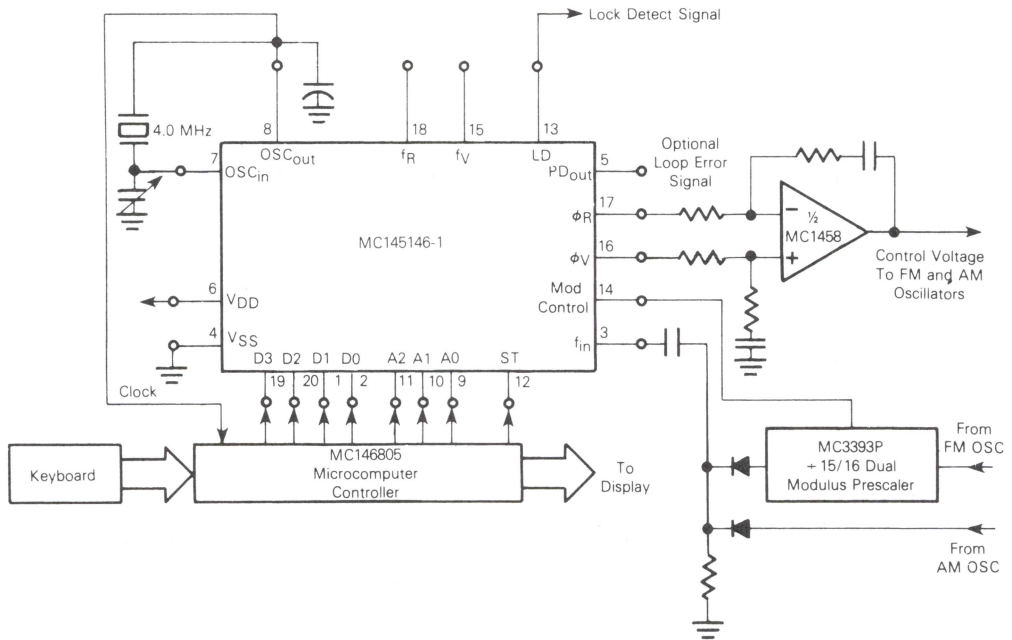 Lock Detect Signal
4.0 MHz
8
18
15
13
OSCout
fR
fV
LD
7
OSCin
5
PDout
Optional
Loop Error
Signal
17
φR
MC145146-1
–
½
MC1458
+
16
φV
Control Voltage
To FM and AM
Oscillators
6
VDD
Mod
Control
14
4
VSS
3
fin
D3 D2 D1 D0 A2 A1 A0 ST
19 20 1 2 11 10 9 12
Clock
Keyboard
MC146805
Microcomputer
Controller
To
Display
MC3393P
÷ 15/16 Dual
Modulus Prescaler
From
FM OSC
From
AM OSC